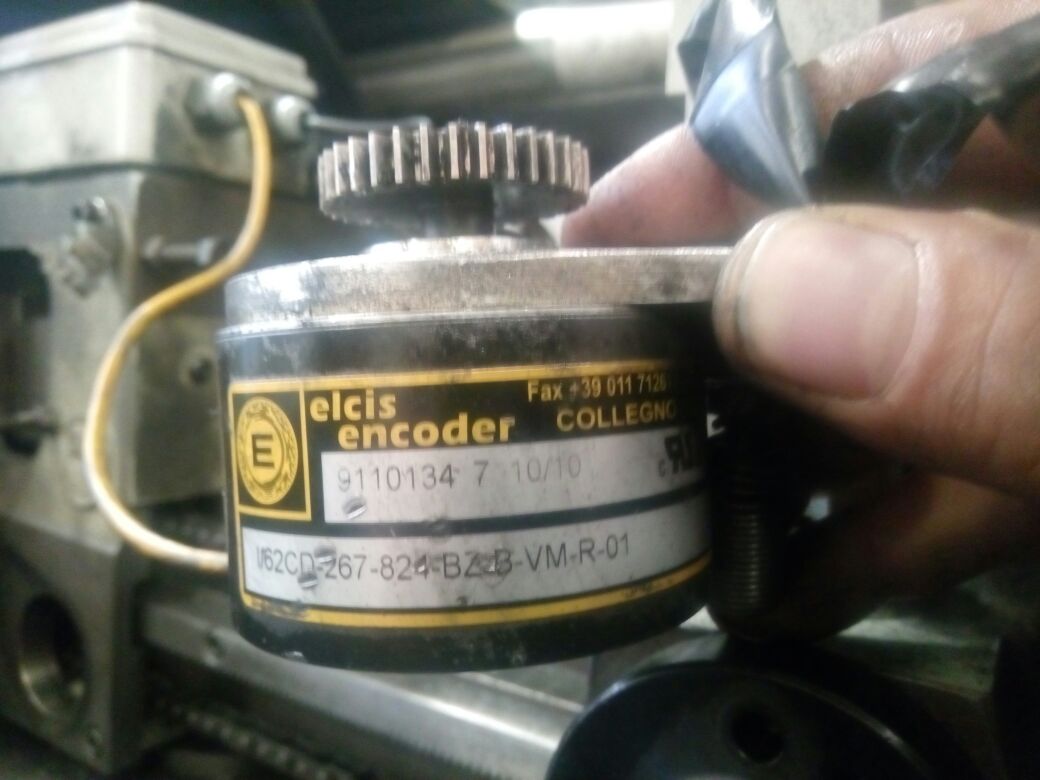 elcis
encoder
Fax +39 011 7126
COLLEGNO
E
9110134 7 10/10
I/62CD-267-824-BZ-B-VM-R-01